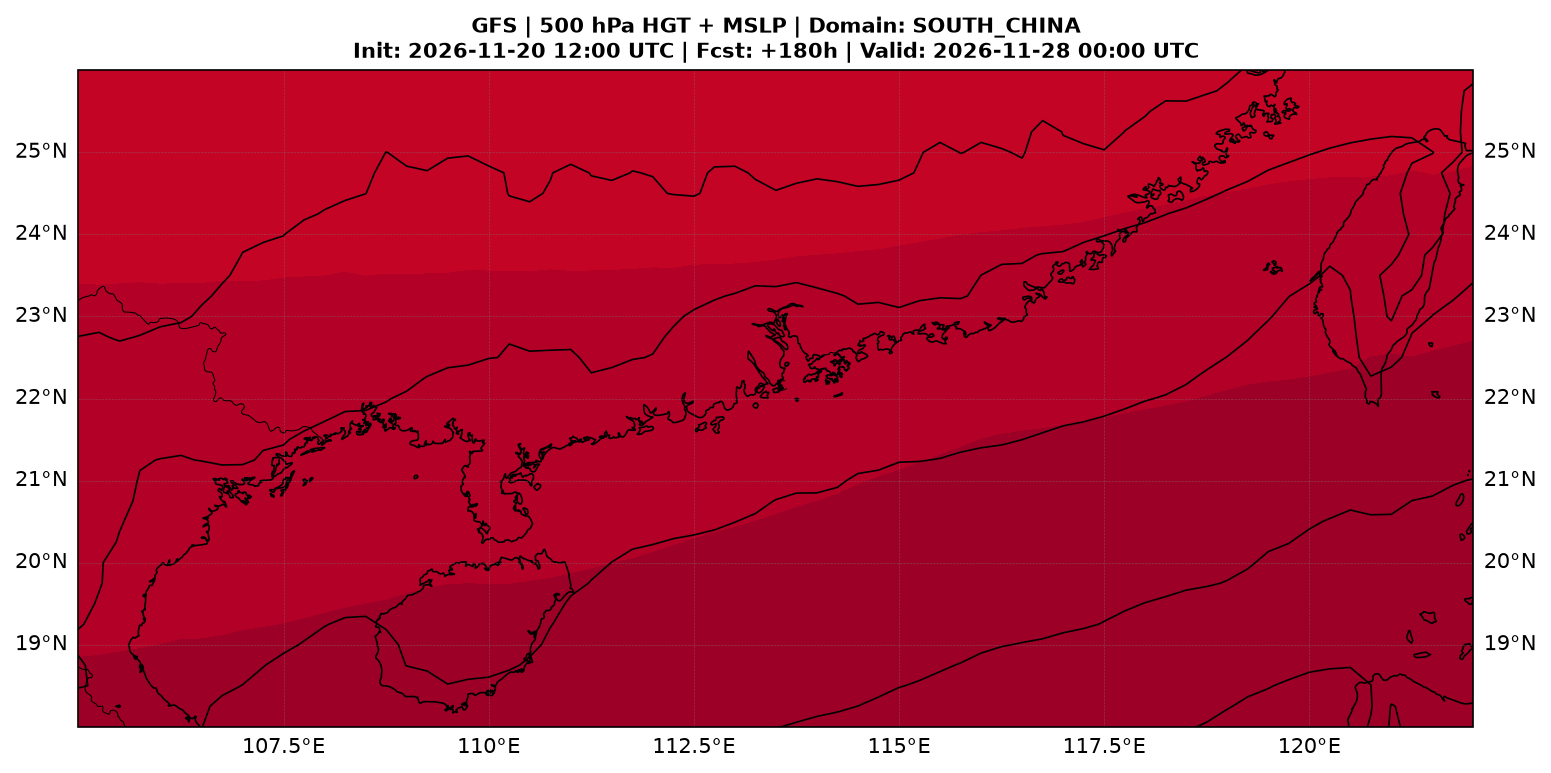 GFS | 500 hPa HGT + MSLP | Domain: SOUTH_CHINA
Init: 2026-11-20 12:00 UTC | Fcst: +180h | Valid: 2026-11-28 00:00 UTC
25°N 25°N
24°N 24°N
23°N 23°N
22°N 22°N
21°N 21°N
20°N 20°N
19°N 19°N
107.5°E 110°E 112.5°E 115°E 117.5°E 120°E